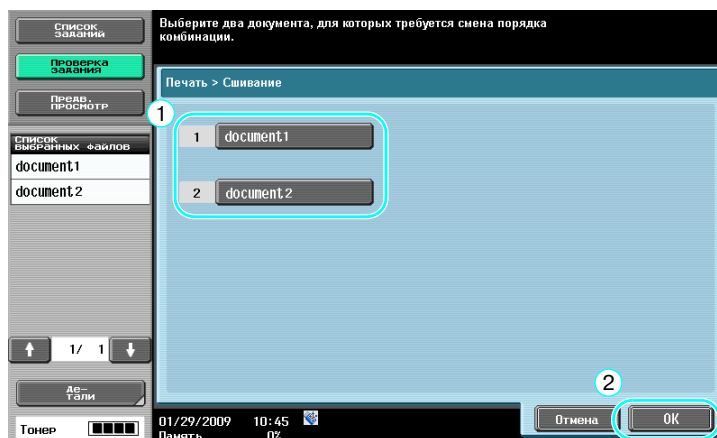 Список
заданий
Проверка
задания
Предв.
просмотр
Список
выбранных файлов
document1
document2
1/ 1
Де-
тали
Тонер
Выберите два документа, для которых требуется смена порядка
комбинации.
Печать > Сшивание
1
1 document1
2 document2
2
Отмена OK
01/29/2009 10:45
Память 0%